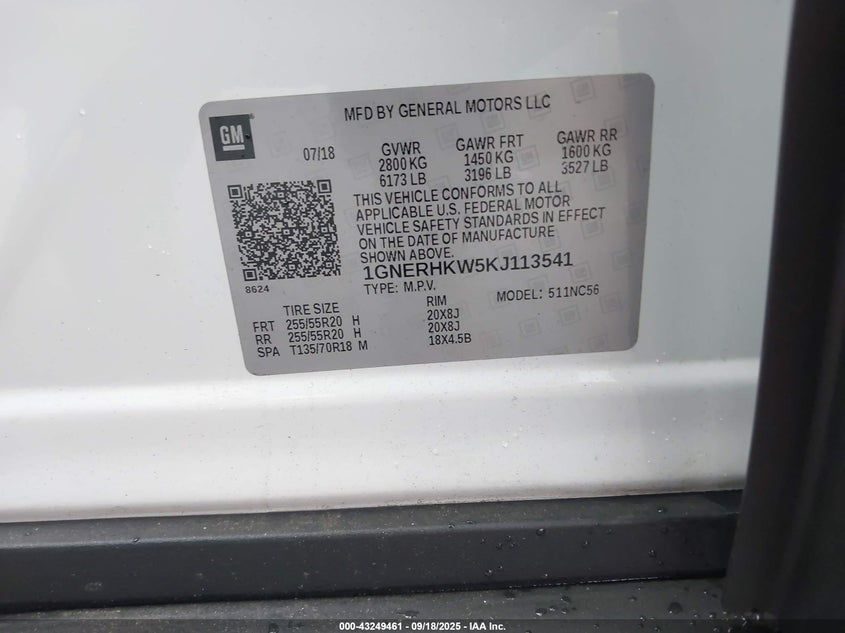 MFD BY GENERAL MOTORS LLC
GM
07/18 GVWR GAWR FRT GAWR RR
2800 KG 1450 KG 1600 KG
6173 LB 3196 LB 3527 LB
THIS VEHICLE CONFORMS TO ALL
APPLICABLE U.S. FEDERAL MOTOR
VEHICLE SAFETY STANDARDS IN EFFECT
ON THE DATE OF MANUFACTURE
SHOWN ABOVE.
8624
1GNERHKW5KJ113541
TYPE: M.P.V. MODEL: 511NC56
TIRE SIZE RIM
FRT 255/55R20 H 20X8J
RR 255/55R20 H 20X8J
SPA T135/70R18 M 18X4.5B
000-43249461 - 09/18/2025 - IAA Inc.